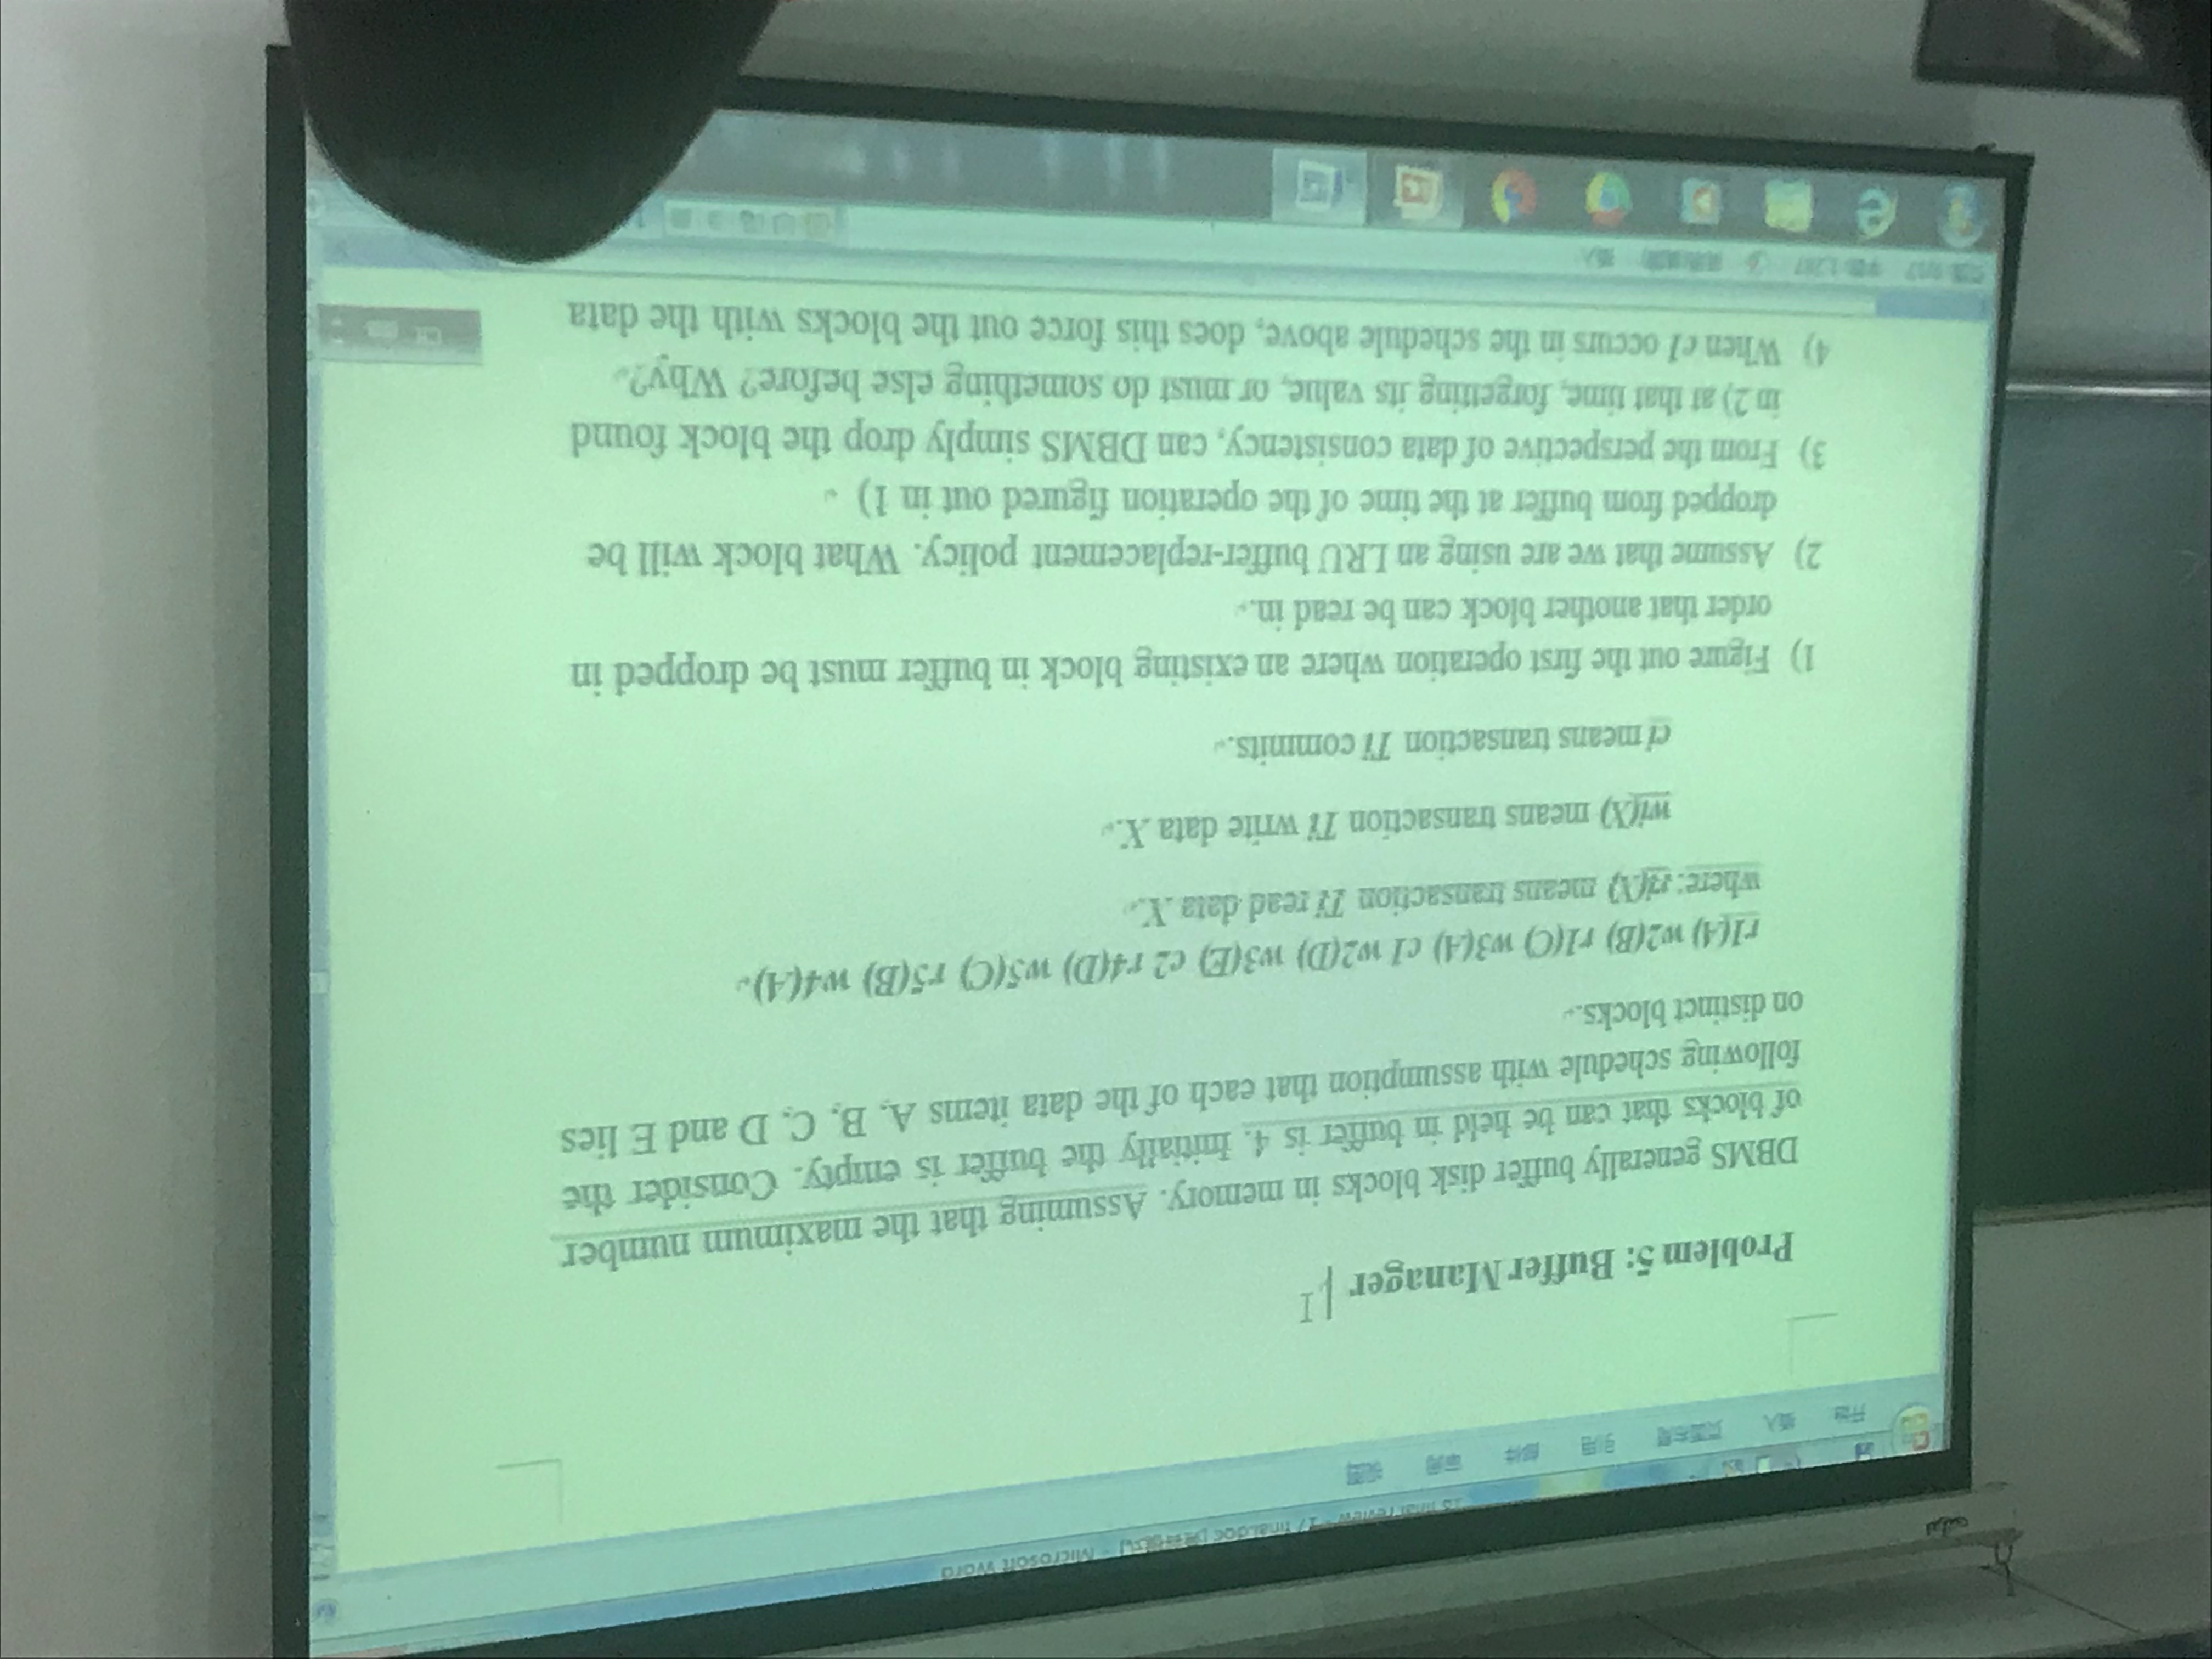 final review - 17 final.doc [兼容模式] - Microsoft Word
开始 插入 页面布局 引用 邮件 审阅 视图
Problem 5: Buffer Manager
DBMS generally buffer disk blocks in memory. Assuming that the maximum number
of blocks that can be held in buffer is 4. Initially the buffer is empty. Consider the
following schedule with assumption that each of the data items A, B, C, D and E lies
on distinct blocks.
r1(A) w2(B) r1(C) w3(A) c1 w2(D) w3(E) c2 r4(D) w5(C) r5(B) w4(A)
where: ri(X) means transaction Ti read data X.
wi(X) means transaction Ti write data X.
ci means transaction Ti commits.
1) Figure out the first operation where an existing block in buffer must be dropped in
order that another block can be read in.
2) Assume that we are using an LRU buffer-replacement policy. What block will be
dropped from buffer at the time of the operation figured out in 1)
3) From the perspective of data consistency, can DBMS simply drop the block found
in 2) at that time, forgetting its value, or must do something else before? Why?
4) When c1 occurs in the schedule above, does this force out the blocks with the data
插入